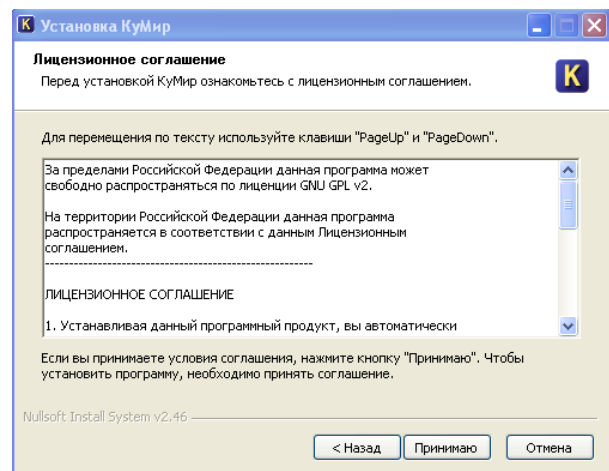 K Установка КуМир
Лицензионное соглашение
Перед установкой КуМир ознакомьтесь с лицензионным соглашением.
K
Для перемещения по тексту используйте клавиши "PageUp" и "PageDown".
За пределами Российской Федерации данная программа может
свободно распространяться по лиценции GNU GPL v2.
На территории Российской Федерации данная программа
распространяется в соответствии с данным Лицензионным
соглашением.
-------------------------------------------------------
ЛИЦЕНЗИОННОЕ СОГЛАШЕНИЕ
1. Устанавливая данный программный продукт, вы автоматически
Если вы принимаете условия соглашения, нажмите кнопку "Принимаю". Чтобы
установить программу, необходимо принять соглашение.
Nullsoft Install System v2.46
< Назад Принимаю Отмена